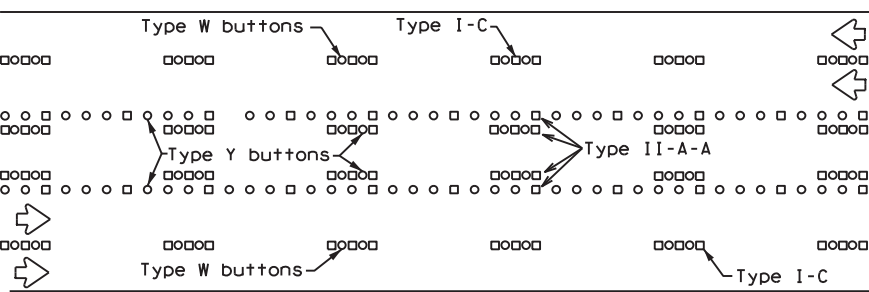 Type W buttons
Type I-C
Type Y buttons
Type II-A-A
Type W buttons
Type I-C